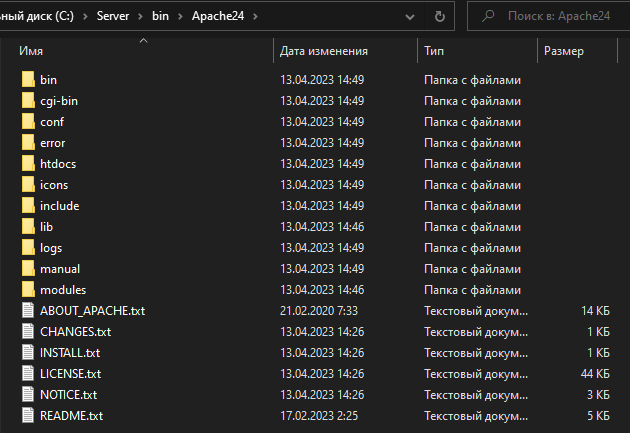 ьный диск (C:) Server bin Apache24 Поиск в: Apache24
Имя Дата изменения Тип Размер
bin 13.04.2023 14:49 Папка с файлами
cgi-bin 13.04.2023 14:49 Папка с файлами
conf 13.04.2023 14:49 Папка с файлами
error 13.04.2023 14:49 Папка с файлами
htdocs 13.04.2023 14:49 Папка с файлами
icons 13.04.2023 14:49 Папка с файлами
include 13.04.2023 14:49 Папка с файлами
lib 13.04.2023 14:46 Папка с файлами
logs 13.04.2023 14:49 Папка с файлами
manual 13.04.2023 14:49 Папка с файлами
modules 13.04.2023 14:46 Папка с файлами
ABOUT_APACHE.txt 21.02.2020 7:33 Текстовый докум... 14 КБ
CHANGES.txt 13.04.2023 14:26 Текстовый докум... 1 КБ
INSTALL.txt 13.04.2023 14:26 Текстовый докум... 1 КБ
LICENSE.txt 13.04.2023 14:26 Текстовый докум... 44 КБ
NOTICE.txt 13.04.2023 14:26 Текстовый докум... 3 КБ
README.txt 17.02.2023 2:25 Текстовый докум... 5 КБ